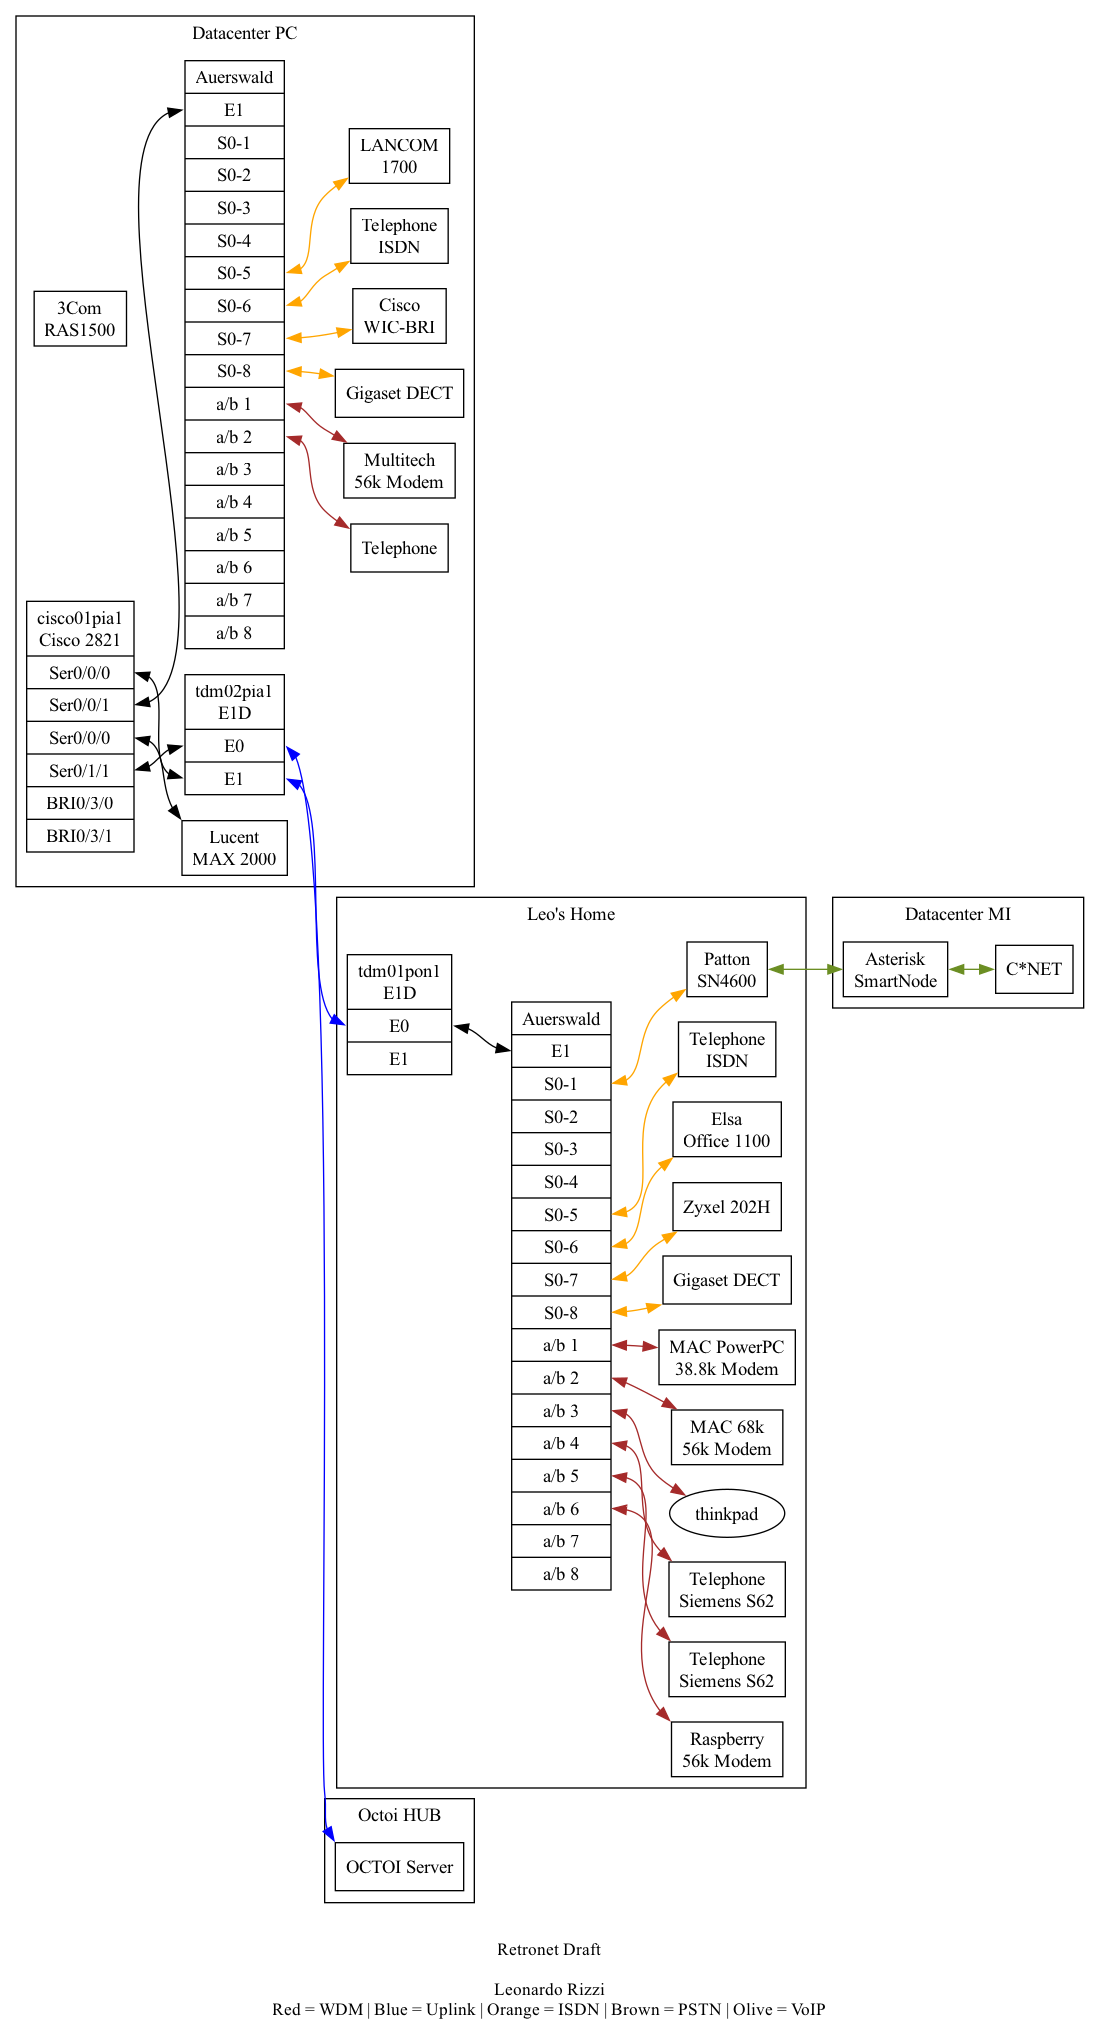 Datacenter PC
Auerswald
E1
S0-1
S0-2
S0-3
S0-4
S0-5
S0-6
S0-7
S0-8
a/b 1
a/b 2
a/b 3
a/b 4
a/b 5
a/b 6
a/b 7
a/b 8
LANCOM
1700
Telephone
ISDN
Cisco
WIC-BRI
Gigaset DECT
Multitech
56k Modem
Telephone
3Com
RAS1500
cisco01pia1
Cisco 2821
Ser0/0/0
Ser0/0/1
Ser0/0/0
Ser0/1/1
BRI0/3/0
BRI0/3/1
tdm02pia1
E1D
E0
E1
Lucent
MAX 2000
Leo's Home
tdm01pon1
E1D
E0
E1
Auerswald
E1
S0-1
S0-2
S0-3
S0-4
S0-5
S0-6
S0-7
S0-8
a/b 1
a/b 2
a/b 3
a/b 4
a/b 5
a/b 6
a/b 7
a/b 8
Patton
SN4600
Telephone
ISDN
Elsa
Office 1100
Zyxel 202H
Gigaset DECT
MAC PowerPC
38.8k Modem
MAC 68k
56k Modem
thinkpad
Telephone
Siemens S62
Telephone
Siemens S62
Raspberry
56k Modem
Datacenter MI
Asterisk
SmartNode
C*NET
Octoi HUB
OCTOI Server
Retronet Draft
Leonardo Rizzi
Red = WDM | Blue = Uplink | Orange = ISDN | Brown = PSTN | Olive = VoIP